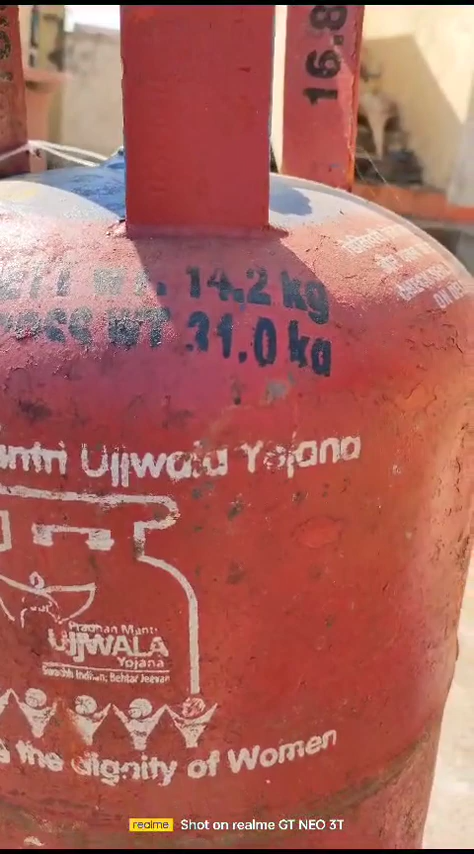 16.8
WT. 14.2 kg
WT 31.0 kg
Ujjwala Yojana
Pradhan Mantri
UJJWALA
Yojana
Swachh Indhan, Behtar Jeevan
the dignity of Women
realme Shot on realme GT NEO 3T